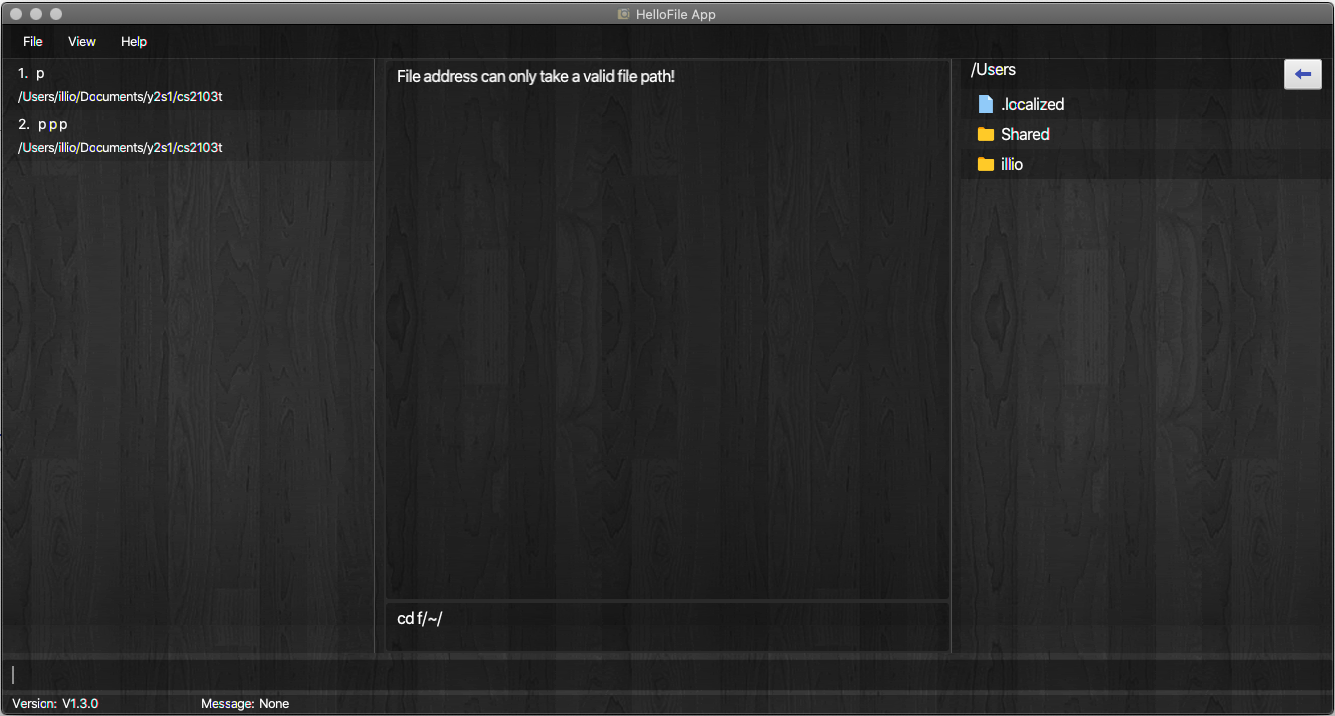 HelloFile App
File View Help
1. p
/Users/illio/Documents/y2s1/cs2103t
2. p p p
/Users/illio/Documents/y2s1/cs2103t
File address can only take a valid file path!
cd f/~/
/Users
.localized
Shared
illio
Version: V1.3.0 Message: None